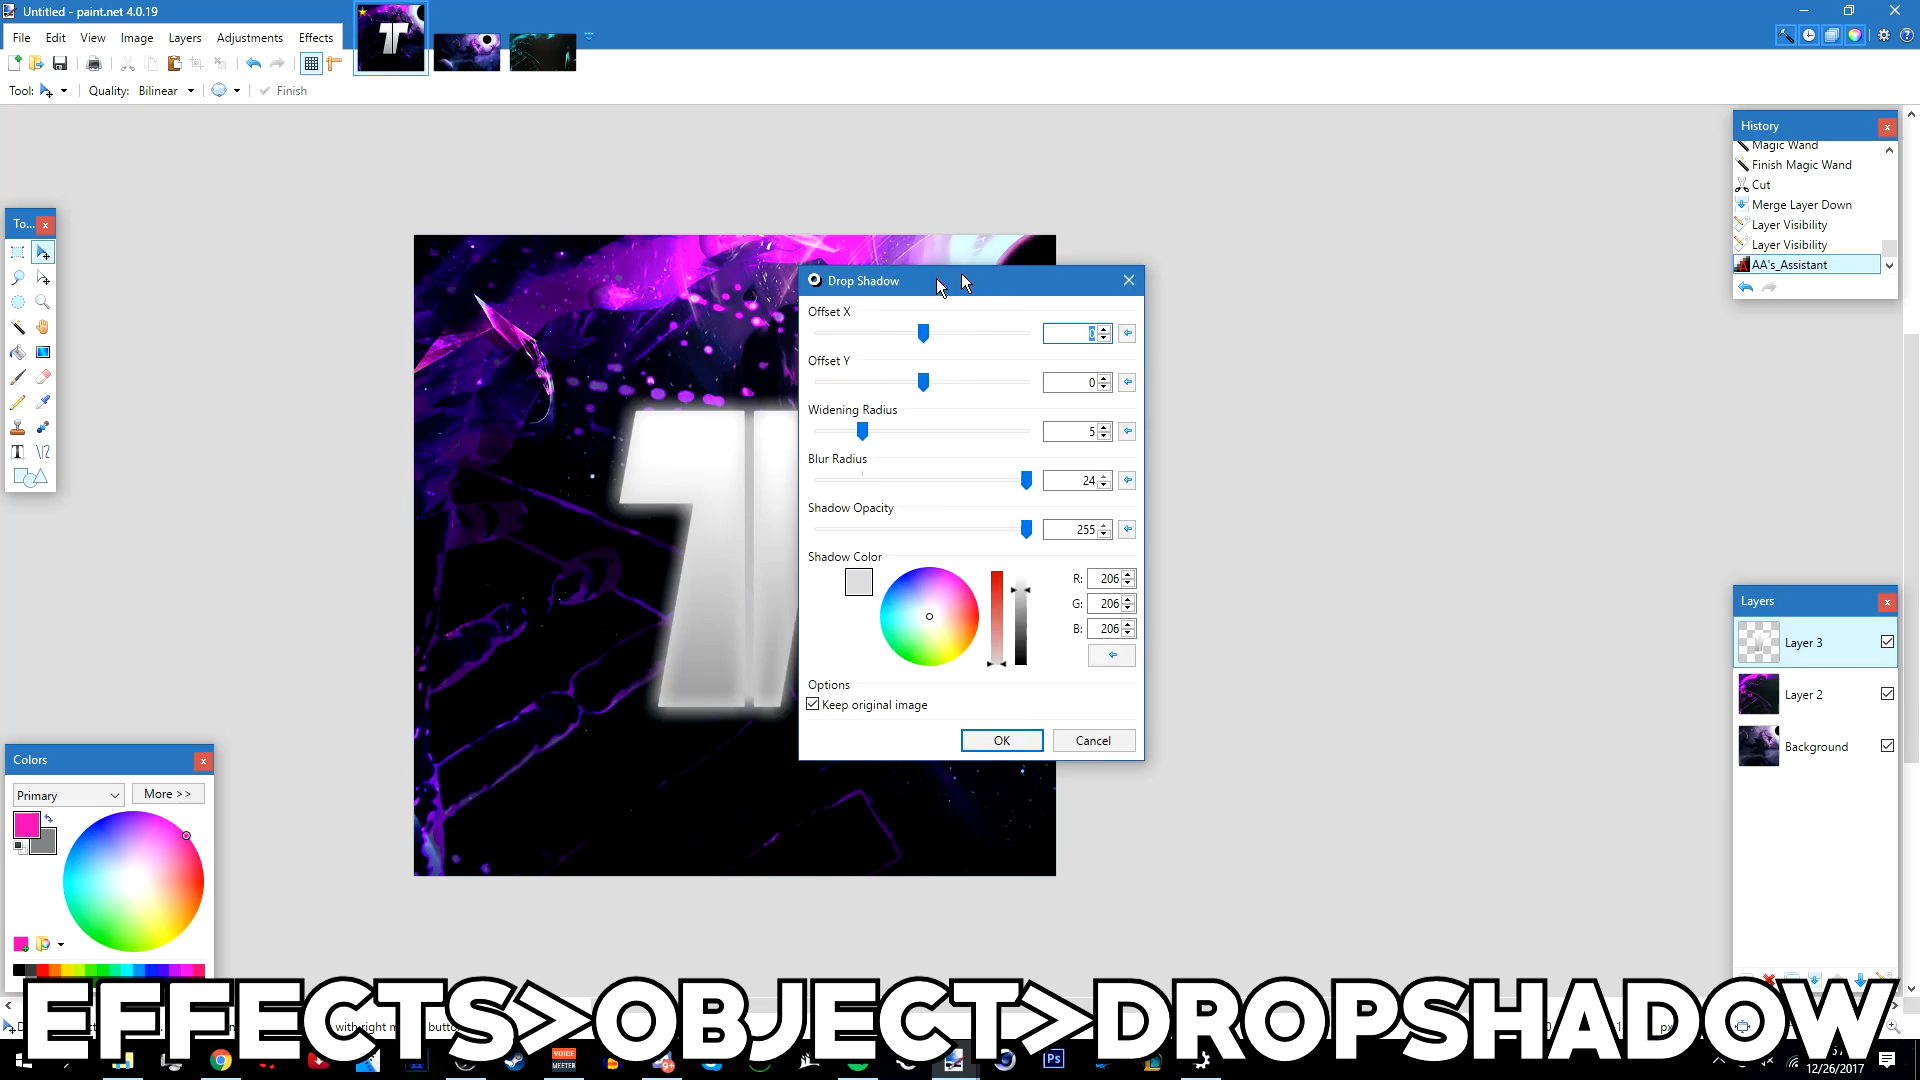 Untitled - paint.net 4.0.19
File Edit View Image Layers Adjustments Effects
Tool: Quality: Bilinear Finish
To...
History
Magic Wand
Finish Magic Wand
Cut
Merge Layer Down
Layer Visibility
Layer Visibility
AA's_Assistant
Drop Shadow
Offset X
0
Offset Y
0
Widening Radius
5
Blur Radius
24
Shadow Opacity
255
Shadow Color
R: 206
G: 206
B: 206
Options
Keep original image
OK Cancel
Layers
Layer 3
Layer 2
Background
Colors
Primary More >>
EFFECTS>OBJECT>DROPSHADOW
VOICE
MEETER
Ps
12/26/2017